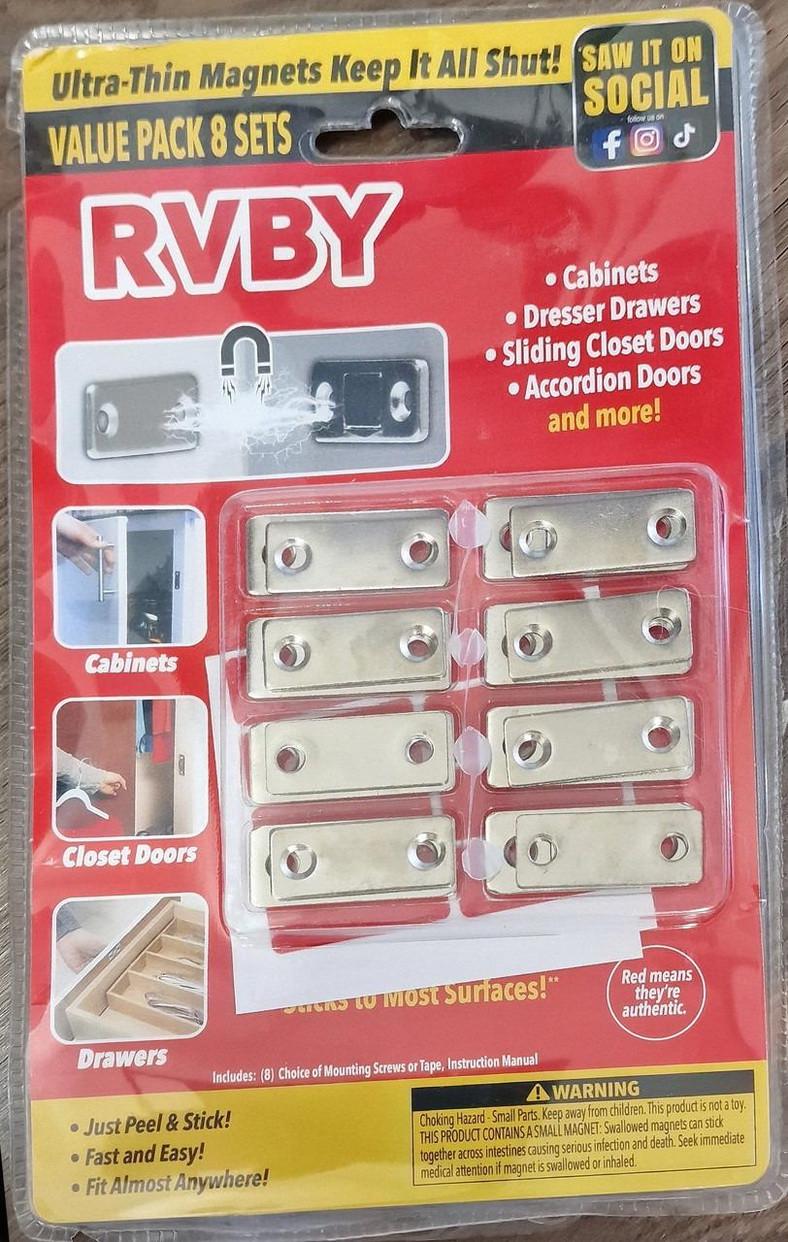 Ultra-Thin Magnets Keep It All Shut!
SAW IT ON
SOCIAL
follow us on
VALUE PACK 8 SETS
RVBY
• Cabinets
• Dresser Drawers
• Sliding Closet Doors
• Accordion Doors
and more!
Cabinets
Closet Doors
Drawers
Sticks to Most Surfaces!**
Red means
they're
authentic.
Includes: (8) Choice of Mounting Screws or Tape, Instruction Manual
• Just Peel & Stick!
• Fast and Easy!
• Fit Almost Anywhere!
WARNING
Choking Hazard - Small Parts. Keep away from children. This product is not a toy.
THIS PRODUCT CONTAINS A SMALL MAGNET: Swallowed magnets can stick
together across intestines causing serious infection and death. Seek immediate
medical attention if magnet is swallowed or inhaled.